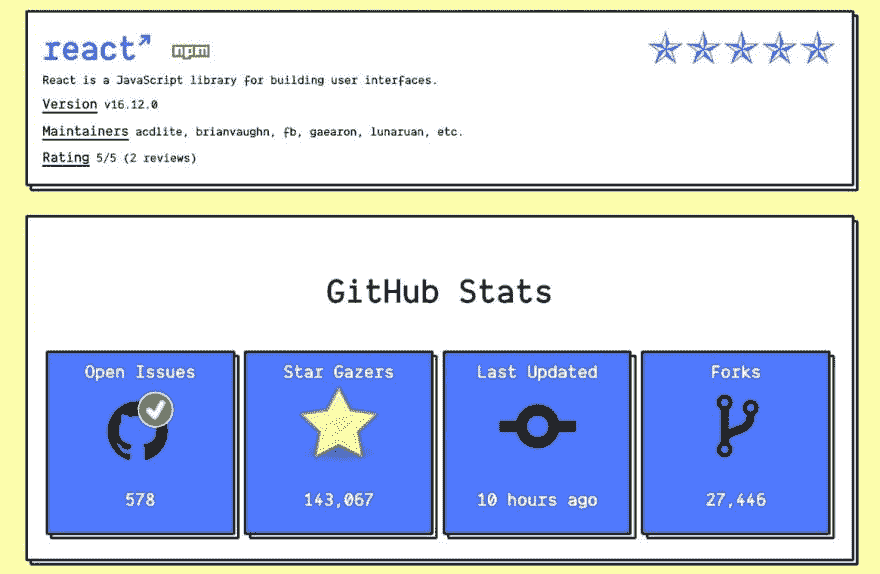 react
npm
React is a JavaScript library for building user interfaces.
Version v16.12.0
Maintainers acdlite, brianvaughn, fb, gaearon, lunaruan, etc.
Rating 5/5 (2 reviews)
GitHub Stats
Open Issues
Star Gazers
Last Updated
Forks
578
143,067
10 hours ago
27,446